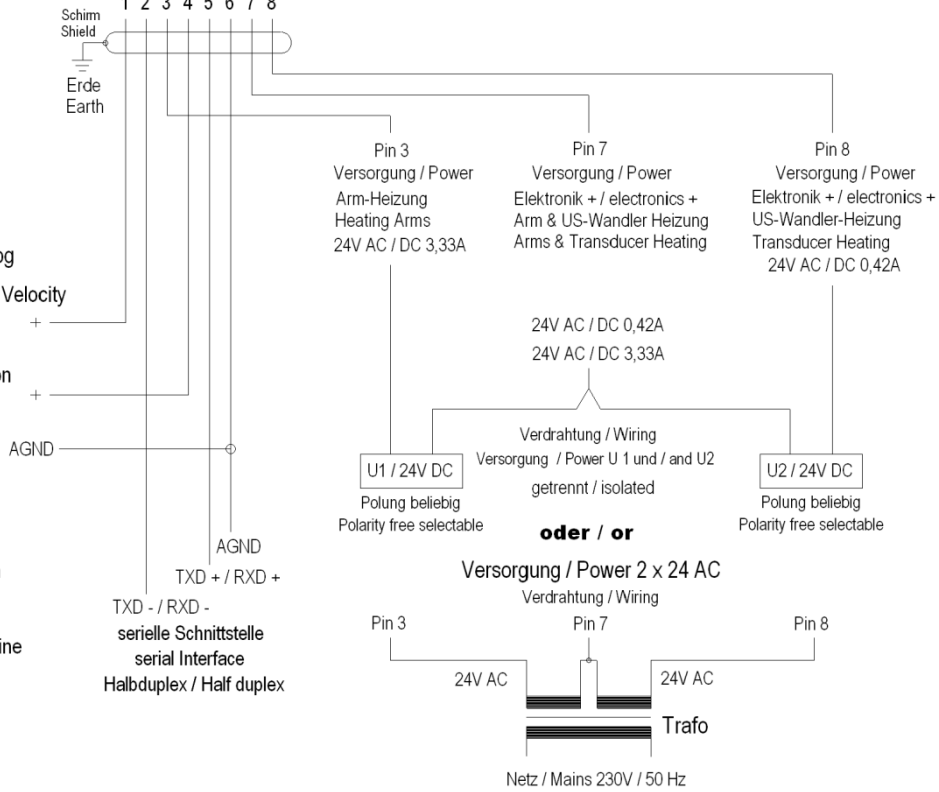 1 2 3 4 5 6 7 8
Schirm
Shield
Erde
Earth
Pin 3
Versorgung / Power
Arm-Heizung
Heating Arms
24V AC / DC 3,33A
Pin 7
Versorgung / Power
Elektronik + / electronics +
Arm & US-Wandler Heizung
Arms & Transducer Heating
Pin 8
Versorgung / Power
Elektronik + / electronics +
US-Wandler-Heizung
Transducer Heating
24V AC / DC 0,42A
Velocity
+
+
AGND
24V AC / DC 0,42A
24V AC / DC 3,33A
Verdrahtung / Wiring
Versorgung / Power U 1 und / and U2
getrennt / isolated
U1 / 24V DC
Polung beliebig
Polarity free selectable
U2 / 24V DC
Polung beliebig
Polarity free selectable
oder / or
AGND
TXD + / RXD +
TXD - / RXD -
serielle Schnittstelle
serial Interface
Halbduplex / Half duplex
Versorgung / Power 2 x 24 AC
Verdrahtung / Wiring
Pin 3
Pin 7
Pin 8
24V AC
24V AC
Trafo
Netz / Mains 230V / 50 Hz